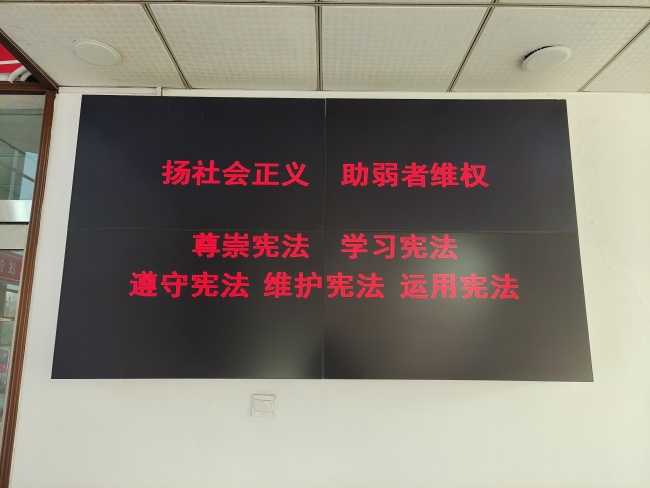 扬社会正义 助弱者维权
尊崇宪法 学习宪法
遵守宪法 维护宪法 运用宪法